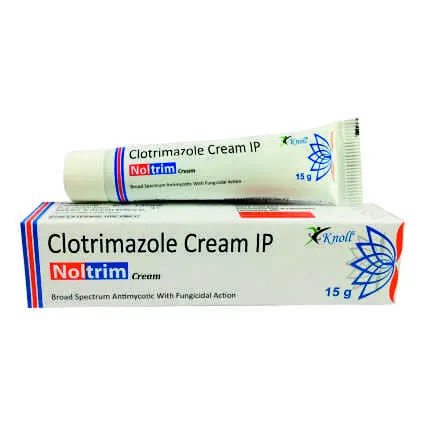 Clotrimazole Cream IP
Knoll
Noltrim Cream
Broad Spectrum Antimycotic With Fungicidal Action
15 g
Clotrimazole Cream IP
Knoll
Noltrim Cream
Broad Spectrum Antimycotic With Fungicidal Action
15 g